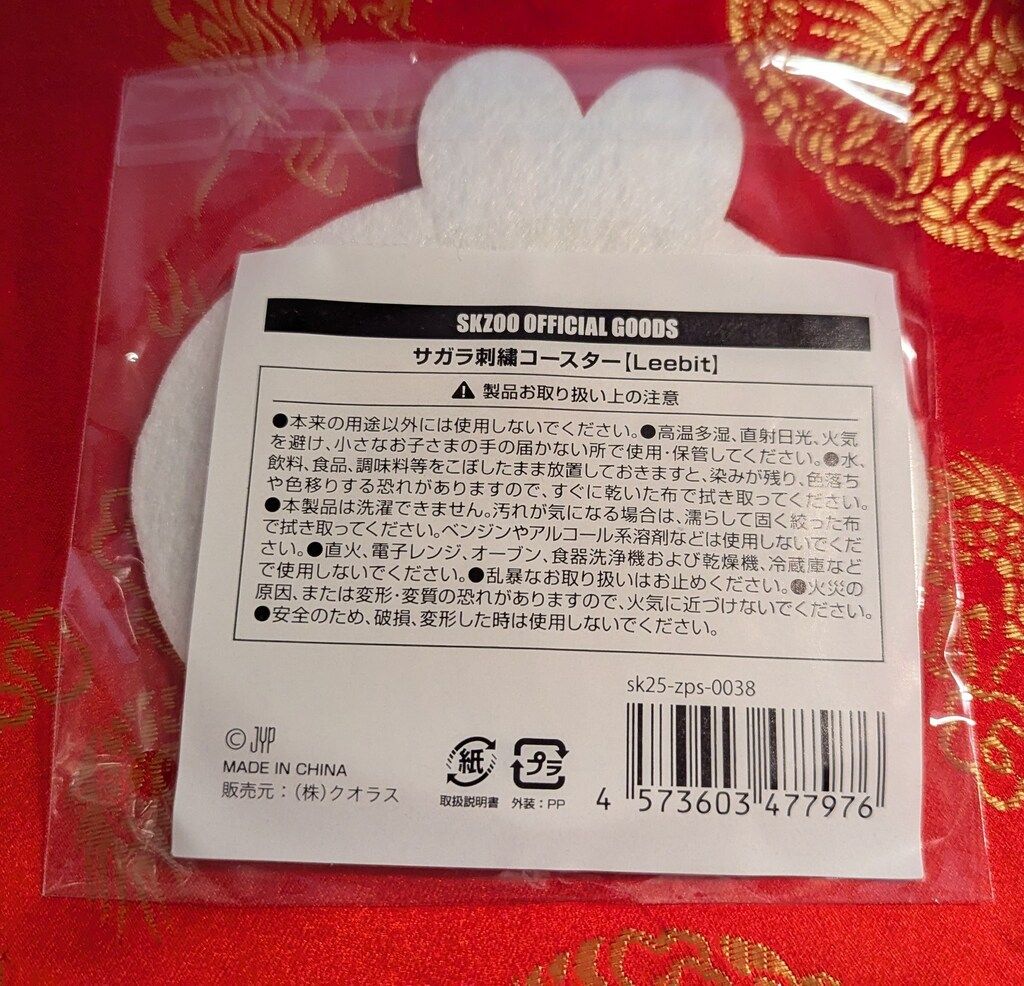 SKZOO OFFICIAL GOODS
サガラ刺繍コースター【Leebit】
⚠ 製品お取り扱い上の注意
●本来の用途以外には使用しないでください。●高温多湿、直射日光、火気
を避け、小さなお子さまの手の届かない所で使用・保管してください。●水、
飲料、食品、調味料等をこぼしたまま放置しておきますと、染みが残り、色落ち
や色移りする恐れがありますので、すぐに乾いた布で拭き取ってください。
●本製品は洗濯できません。汚れが気になる場合は、濡らして固く絞った布
で拭き取ってください。ベンジンやアルコール系溶剤などは使用しないでくだ
さい。●直火、電子レンジ、オーブン、食器洗浄機および乾燥機、冷蔵庫など
で使用しないでください。●乱暴なお取り扱いはお止めください。●火災の
原因、または変形・変質の恐れがありますので、火気に近づけないでください。
●安全のため、破損、変形した時は使用しないでください。
sk25-zps-0038
© JYP
MADE IN CHINA
販売元：（株）クオラス
紙
取扱説明書
プラ
外装：PP
4 573603 477976